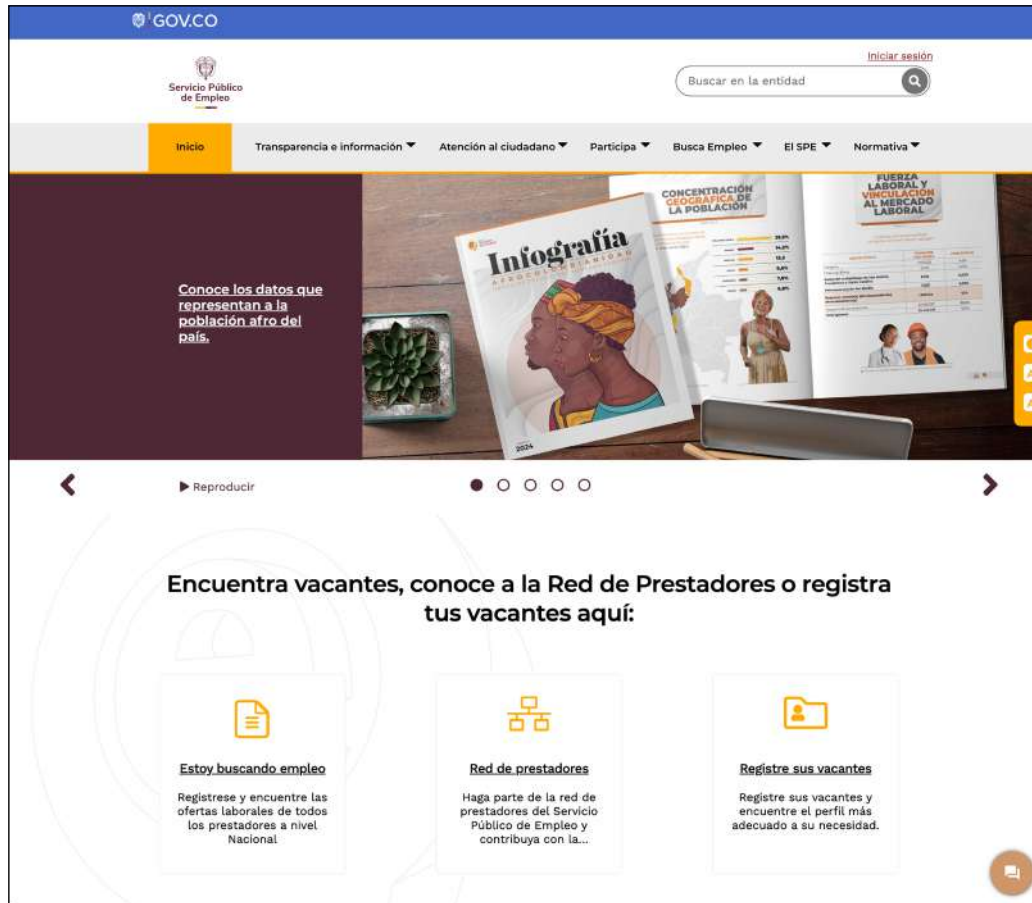 GOV.CO
Iniciar sesión
Servicio Público
de Empleo
Buscar en la entidad
Inicio
Transparencia e información
Atención al ciudadano
Participa
Busca Empleo
El SPE
Normativa
Conoce los datos que
representan a la
población afro del
país.
Infografía
AFROCOLOMBIANIDAD
2024
CONCENTRACIÓN
GEOGRÁFICA DE
LA POBLACIÓN
FUERZA
LABORAL Y
VINCULACIÓN
AL MERCADO
LABORAL
Reproducir
Encuentra vacantes, conoce a la Red de Prestadores o registra
tus vacantes aquí:
Estoy buscando empleo
Registrese y encuentre las
ofertas laborales de todos
los prestadores a nivel
Nacional
Red de prestadores
Haga parte de la red de
prestadores del Servicio
Público de Empleo y
contribuya con la...
Registre sus vacantes
Registre sus vacantes y
encuentre el perfil más
adecuado a su necesidad.